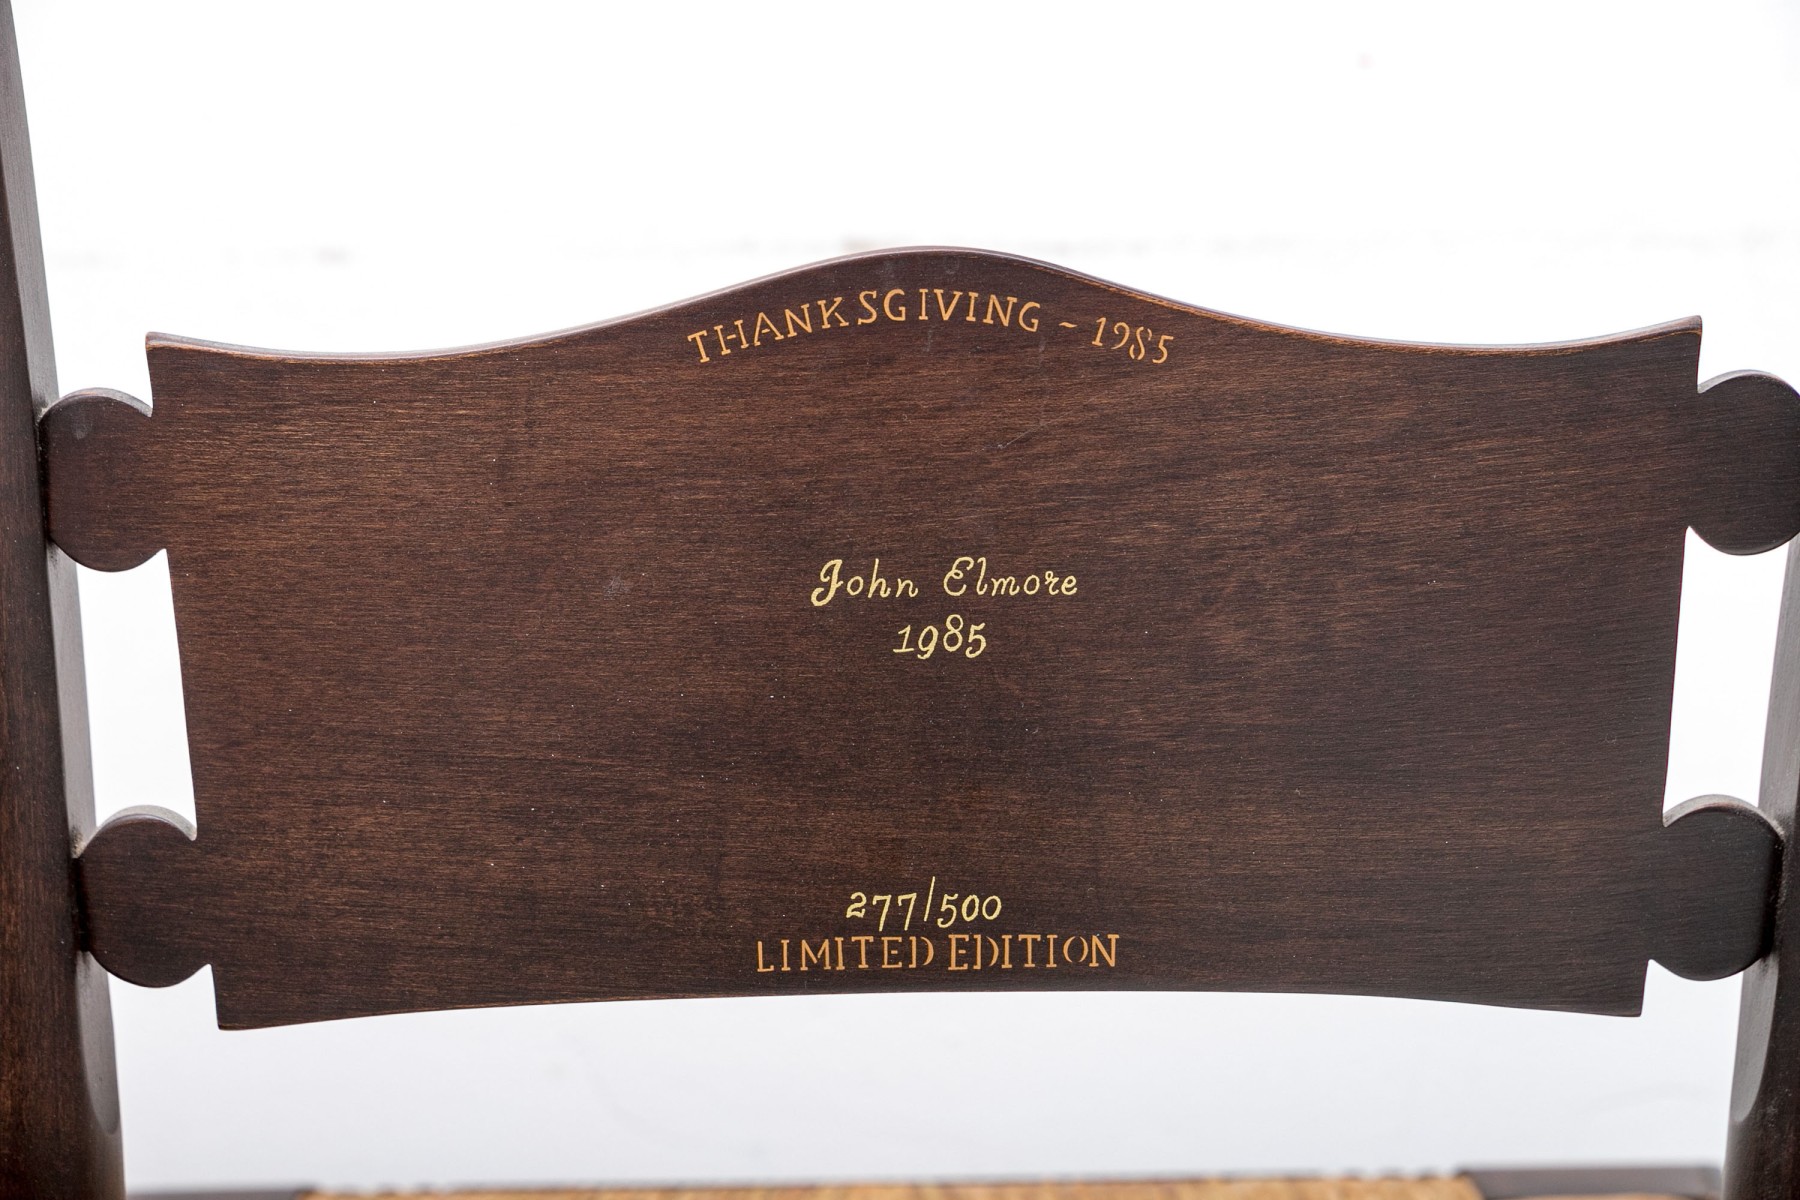 THANKSGIVING ~ 1985
John Elmore
1985
277/500
LIMITED EDITION